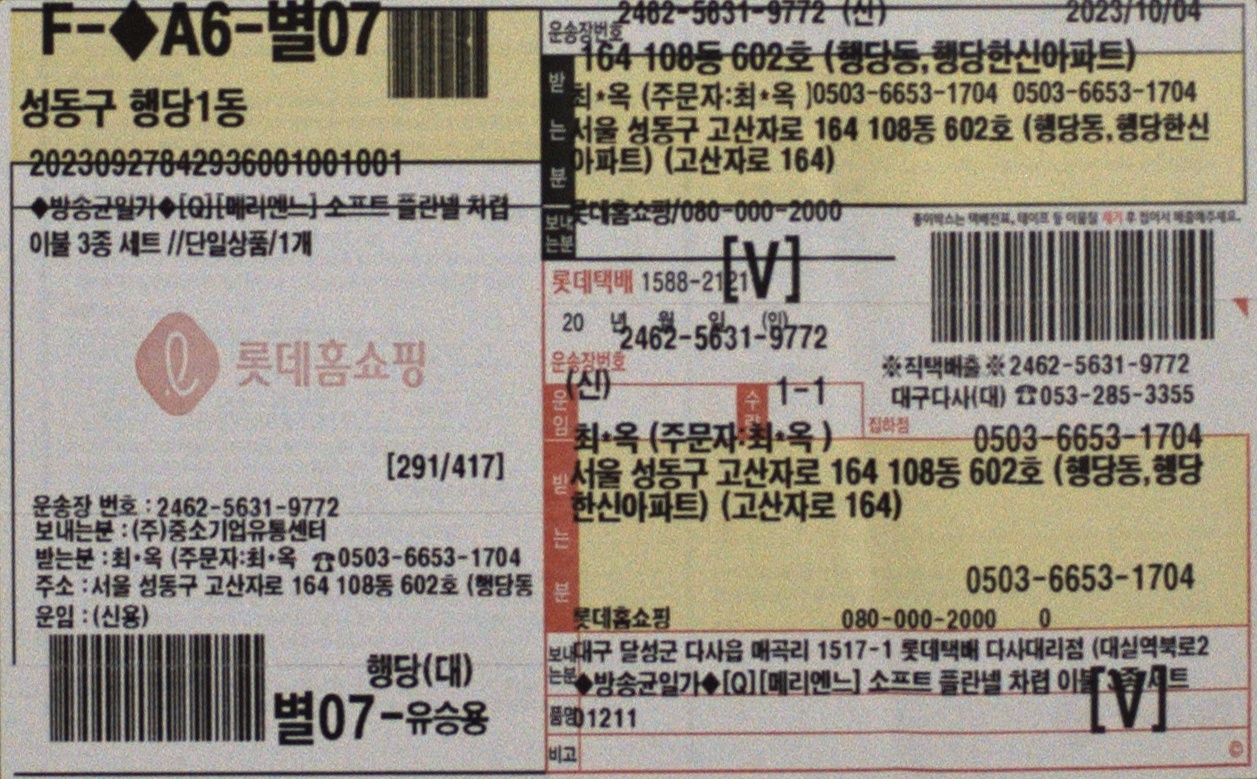 F-◆A6-별07
성동구 행당1동
202309278429360010​01001
◆방송균일가◆[Q][메리엔느] 소프트 플란넬 차렵
이불 3종 세트 //단일상품/1개
롯데홈쇼핑
[291/417]
운송장 번호 : 2462-5631-9772
보내는분 : (주)중소기업유통센터
받는분 : 최*옥 (주문자:최*옥 ☎0503-6653-1704
주소 : 서울 성동구 고산자로 164 108동 602호 (행당동
운임 : (신용)
행당(대)
별07-유승용
운송장번호 2462-5631-9772 (신) 2023/10/04
164 108동 602호 (행당동,행당한신아파트)
받는분
최*옥 (주문자:최*옥 )0503-6653-1704 0503-6653-1704
서울 성동구 고산자로 164 108동 602호 (행당동,행당한신
아파트) (고산자로 164)
보내는분 롯데홈쇼핑/080-000-2000
종이박스는 택배전표, 테이프 등 이물질 제거 후 접어서 배출해주세요.
롯데택배 1588-2121 [V]
20 년 월 일 (인)
운송장번호 2462-5631-9772
(신)
※직택배출※2462-5631-9772
대구다사(대) ☎053-285-3355
운임 수량 1-1 집하점
받는분
최*옥 (주문자:최*옥 ) 0503-6653-1704
서울 성동구 고산자로 164 108동 602호 (행당동,행당
한신아파트) (고산자로 164)
0503-6653-1704
롯데홈쇼핑 080-000-2000 0
보내는분 대구 달성군 다사읍 매곡리 1517-1 롯데택배 다사대리점 (대실역북로2
◆방송균일가◆[Q][메리엔느] 소프트 플란넬 차렵 이불 3종 세트
품명 01211 [V]
비고